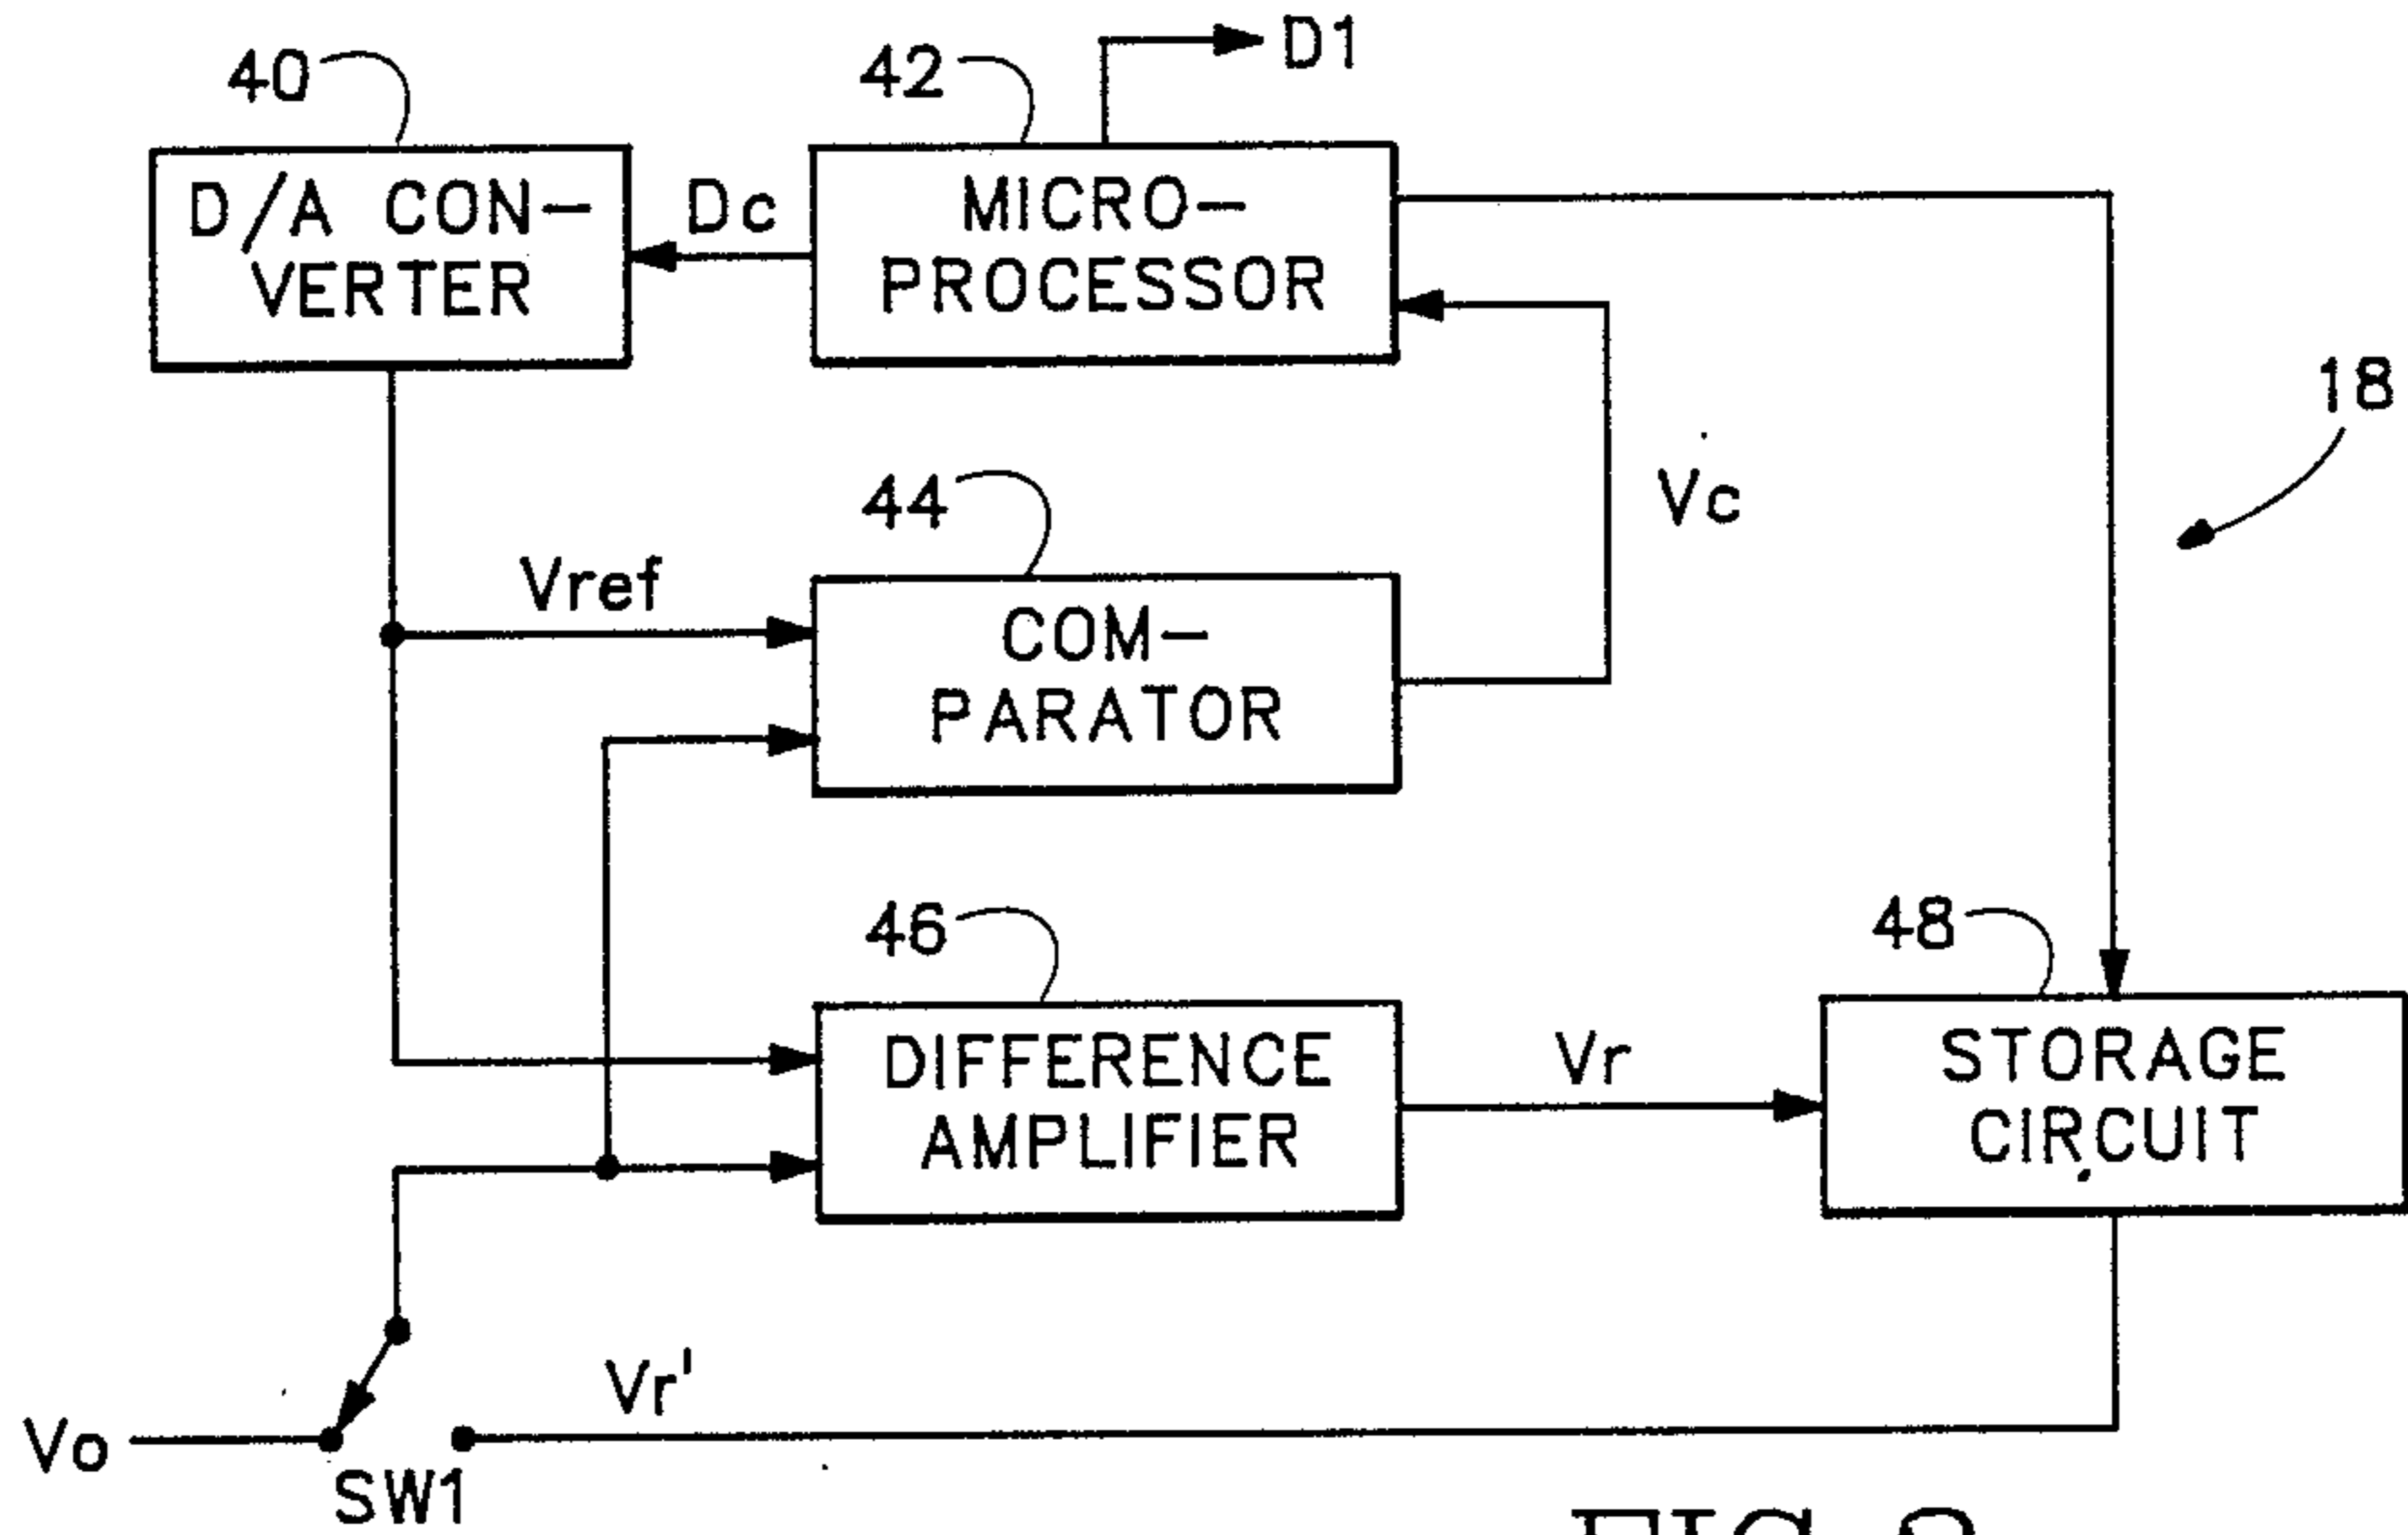 D1
40
42
D/A CON-
VERTER
Dc
MICRO-
PROCESSOR
18
44
Vc
Vref
COM-
PARATOR
46
48
DIFFERENCE
AMPLIFIER
Vr
STORAGE
CIRCUIT
Vr'
Vo
SW1